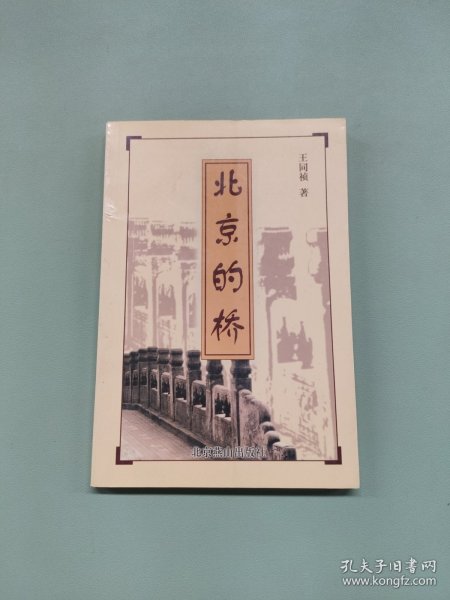 王同祯 著
北京的桥
北京燕山出版社
孔夫子旧书网
www.kongfz.com